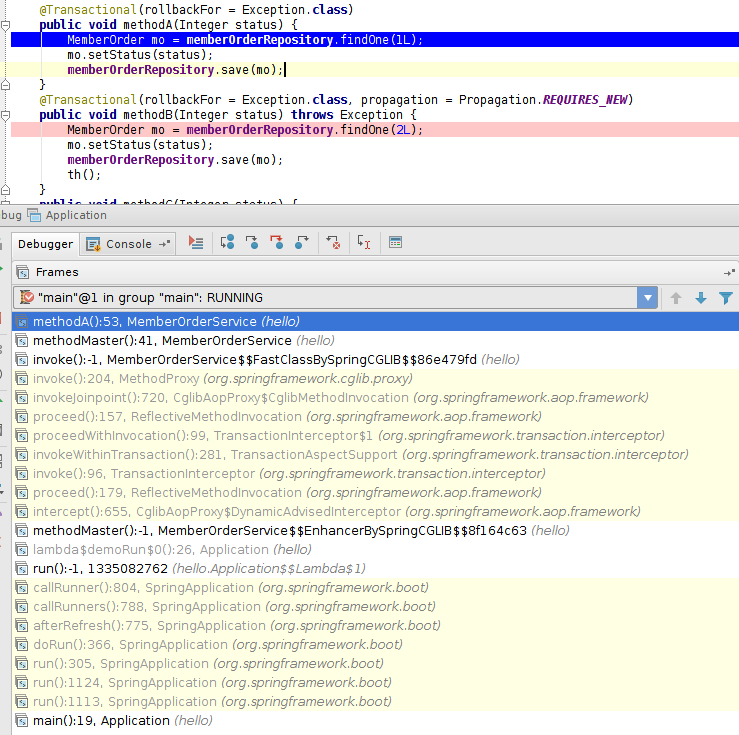 @Transactional(rollbackFor = Exception.class)
public void methodA(Integer status) {
MemberOrder mo = memberOrderRepository.findOne(1L);
mo.setStatus(status);
memberOrderRepository.save(mo);
}
@Transactional(rollbackFor = Exception.class, propagation = Propagation.REQUIRES_NEW)
public void methodB(Integer status) throws Exception {
MemberOrder mo = memberOrderRepository.findOne(2L);
mo.setStatus(status);
memberOrderRepository.save(mo);
th();
}
public void methodC(Integer status) {
bug Application
Debugger Console
Frames
"main"@1 in group "main": RUNNING
methodA():53, MemberOrderService (hello)
methodMaster():41, MemberOrderService (hello)
invoke():-1, MemberOrderService$$FastClassBySpringCGLIB$$86e479fd (hello)
invoke():204, MethodProxy (org.springframework.cglib.proxy)
invokeJoinpoint():720, CglibAopProxy$CglibMethodInvocation (org.springframework.aop.framework)
proceed():157, ReflectiveMethodInvocation (org.springframework.aop.framework)
proceedWithInvocation():99, TransactionInterceptor$1 (org.springframework.transaction.interceptor)
invokeWithinTransaction():281, TransactionAspectSupport (org.springframework.transaction.interceptor)
invoke():96, TransactionInterceptor (org.springframework.transaction.interceptor)
proceed():179, ReflectiveMethodInvocation (org.springframework.aop.framework)
intercept():655, CglibAopProxy$DynamicAdvisedInterceptor (org.springframework.aop.framework)
methodMaster():-1, MemberOrderService$$EnhancerBySpringCGLIB$$8f164c63 (hello)
lambda$demoRun$0():26, Application (hello)
run():-1, 1335082762 (hello.Application$$Lambda$1)
callRunner():804, SpringApplication (org.springframework.boot)
callRunners():788, SpringApplication (org.springframework.boot)
afterRefresh():775, SpringApplication (org.springframework.boot)
doRun():366, SpringApplication (org.springframework.boot)
run():305, SpringApplication (org.springframework.boot)
run():1124, SpringApplication (org.springframework.boot)
run():1113, SpringApplication (org.springframework.boot)
main():19, Application (hello)